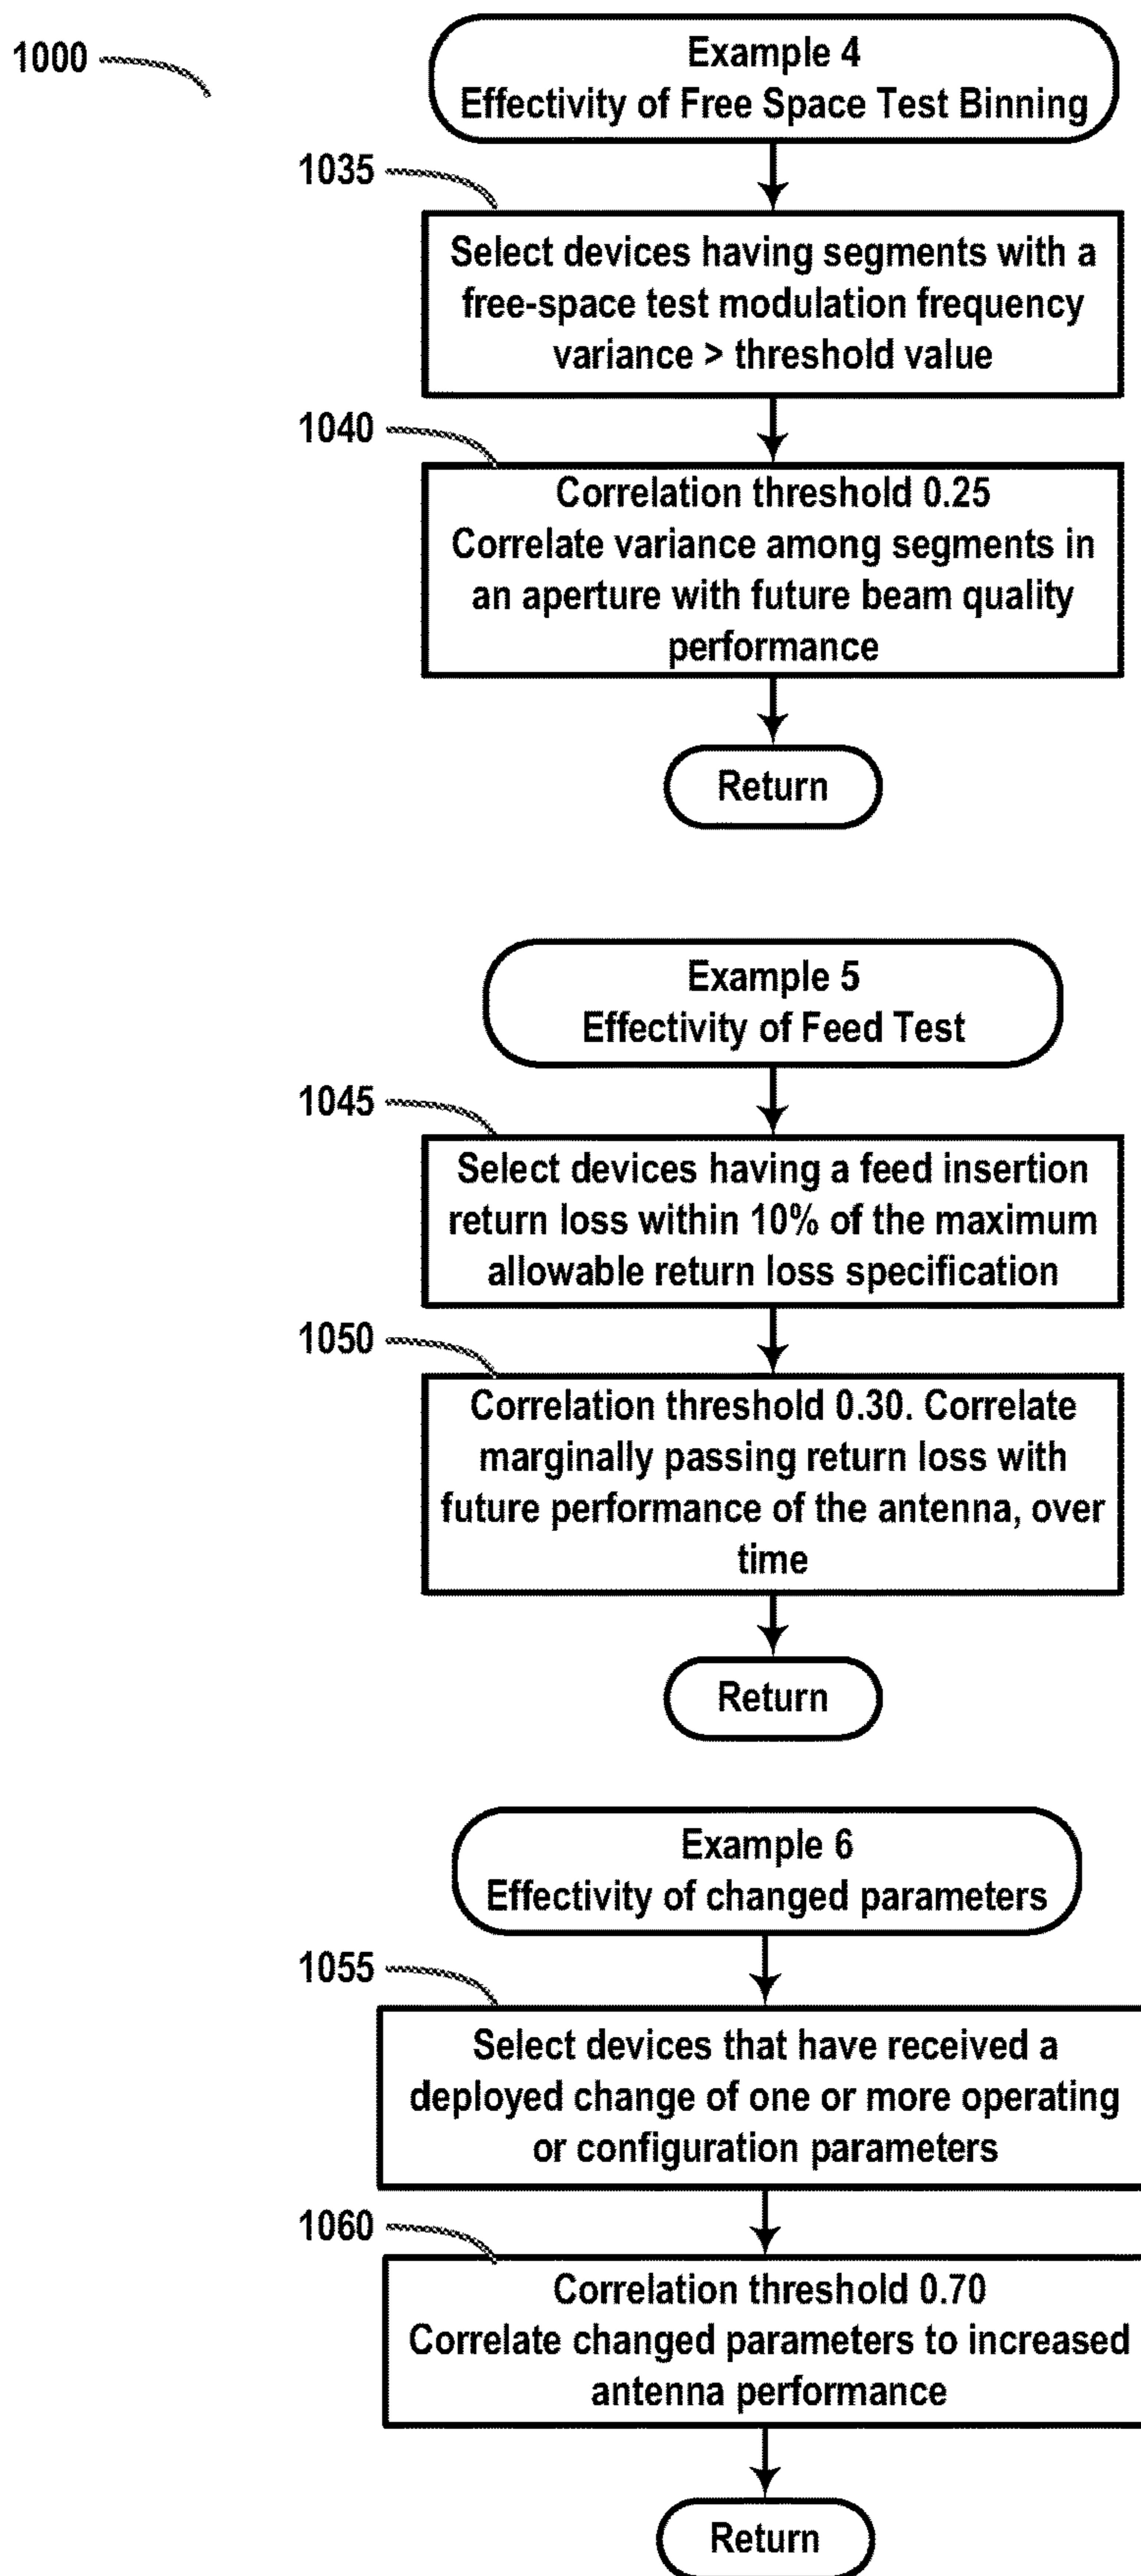 1000
Example 4
Effectivity of Free Space Test Binning
1035
Select devices having segments with a
free-space test modulation frequency
variance > threshold value
1040
Correlation threshold 0.25
Correlate variance among segments in
an aperture with future beam quality
performance
Return
Example 5
Effectivity of Feed Test
1045
Select devices having a feed insertion
return loss within 10% of the maximum
allowable return loss specification
1050
Correlation threshold 0.30. Correlate
marginally passing return loss with
future performance of the antenna, over
time
Return
Example 6
Effectivity of changed parameters
1055
Select devices that have received a
deployed change of one or more operating
or configuration parameters
1060
Correlation threshold 0.70
Correlate changed parameters to increased
antenna performance
Return